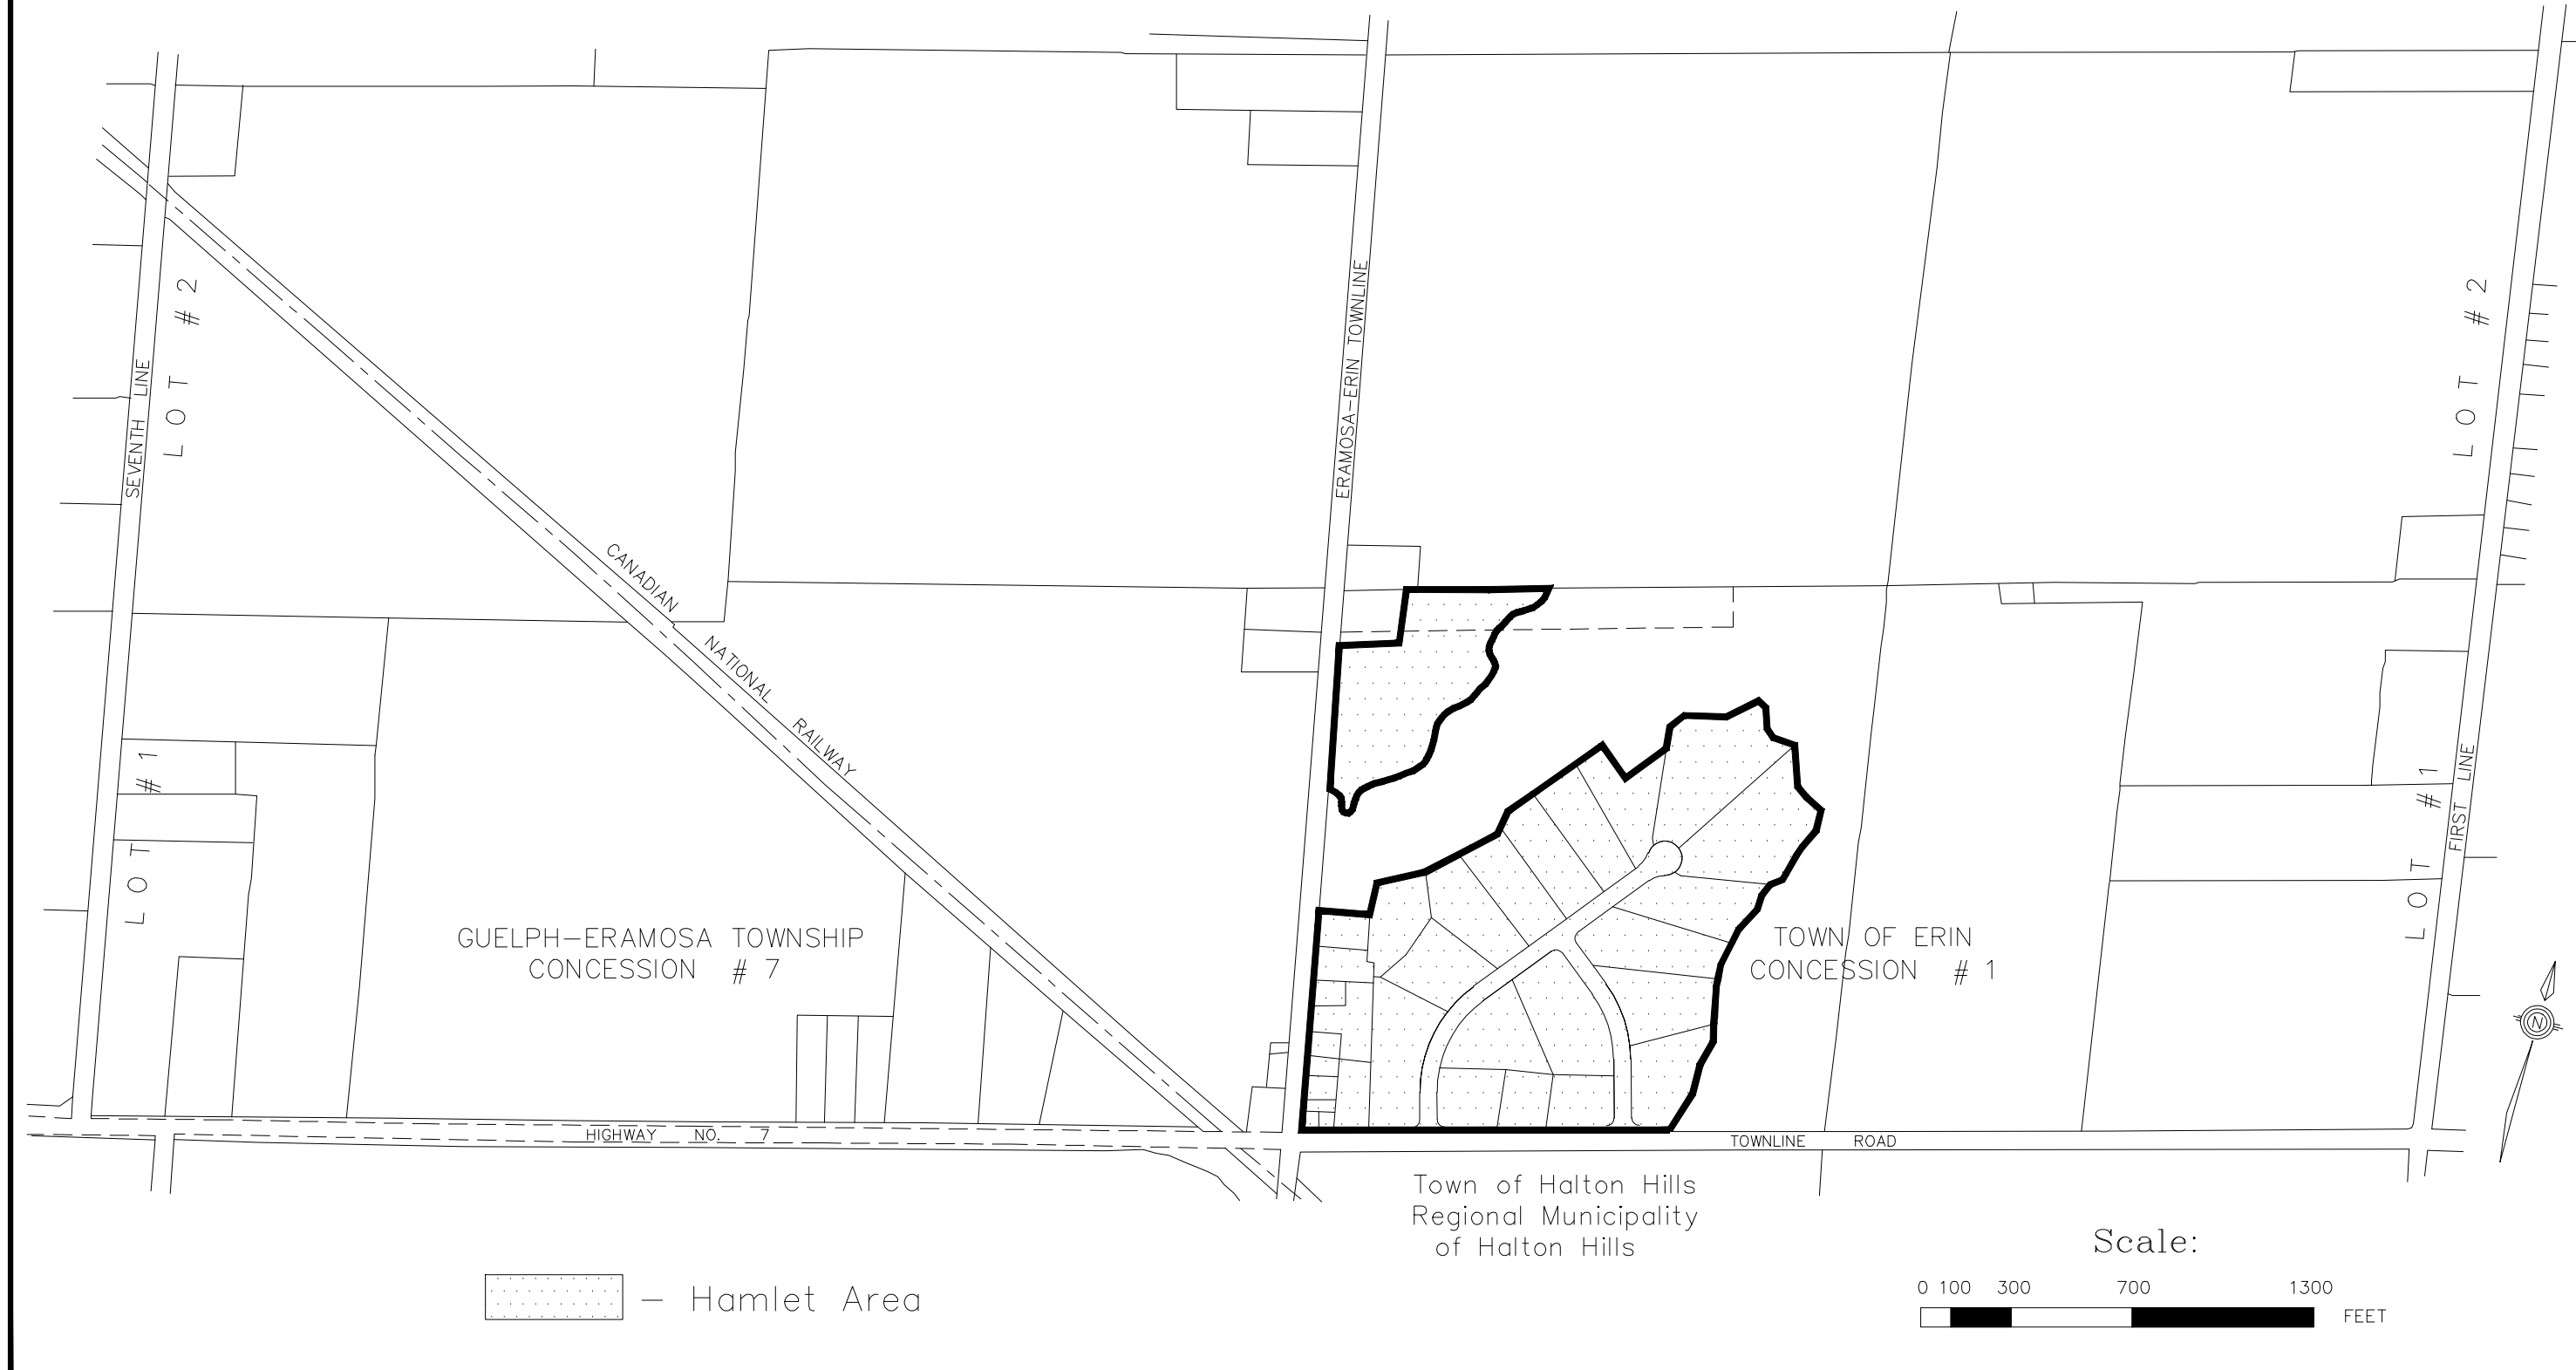 LOT #2
SEVENTH LINE
ERAMOSA-ERIN TOWNLINE
LOT #2
CANADIAN NATIONAL RAILWAY
LOT #1
LOT #1
FIRST LINE
GUELPH-ERAMOSA TOWNSHIP
CONCESSION # 7
TOWN OF ERIN
CONCESSION # 1
N
HIGHWAY NO. 7
TOWNLINE ROAD
Town of Halton Hills
Regional Municipality
of Halton Hills
Scale:
0 100 300 700 1300
FEET
— Hamlet Area